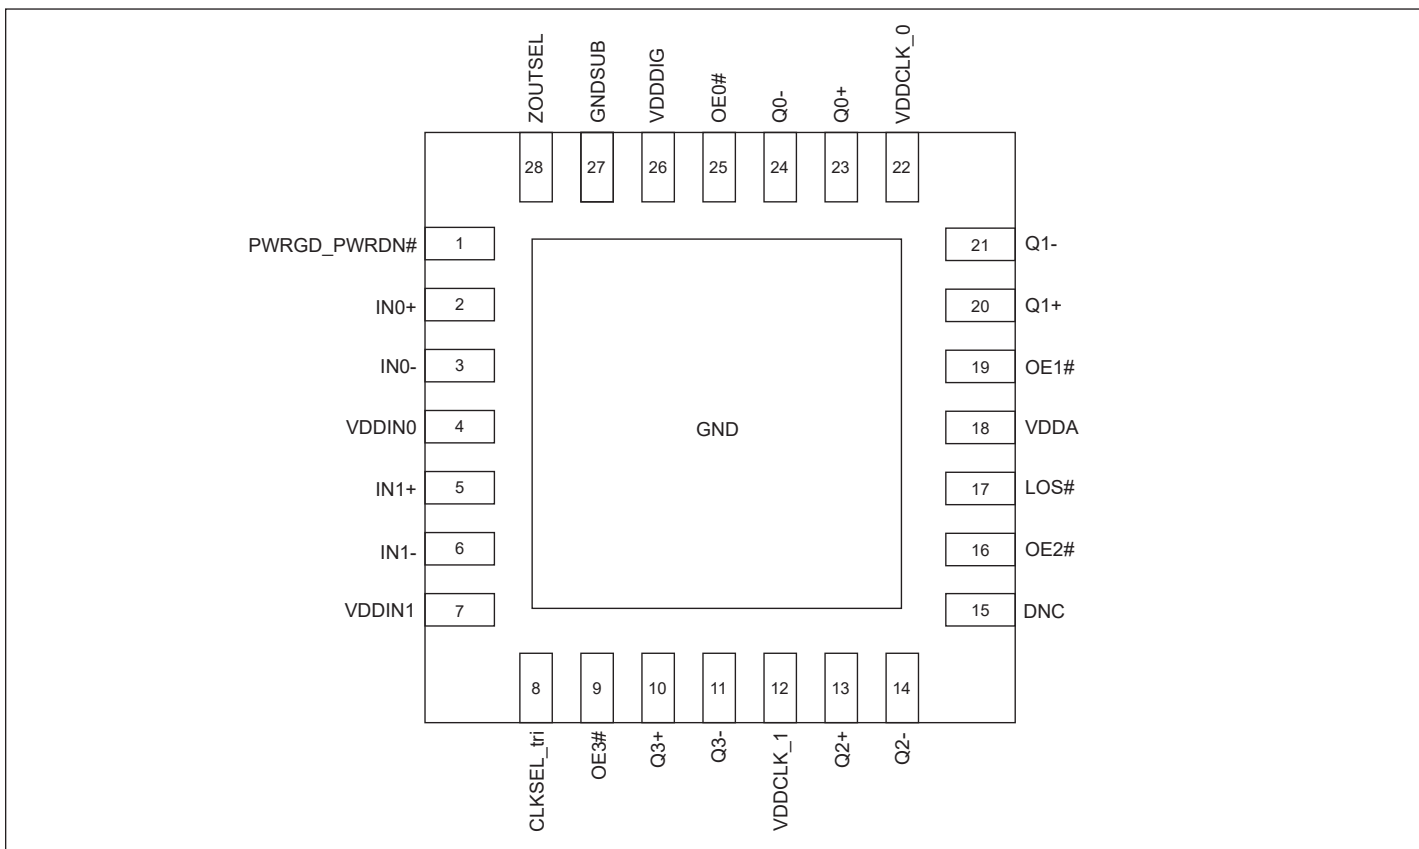 ZOUTSEL
GNDSUB
VDDDIG
OE0#
Q0-
Q0+
VDDCLK_0
28
27
26
25
24
23
22
PWRGD_PWRDN#
1
21
Q1-
IN0+
2
20
Q1+
IN0-
3
19
OE1#
VDDIN0
4
GND
18
VDDA
IN1+
5
17
LOS#
IN1-
6
16
OE2#
VDDIN1
7
15
DNC
8
9
10
11
12
13
14
CLKSEL_tri
OE3#
Q3+
Q3-
VDDCLK_1
Q2+
Q2-